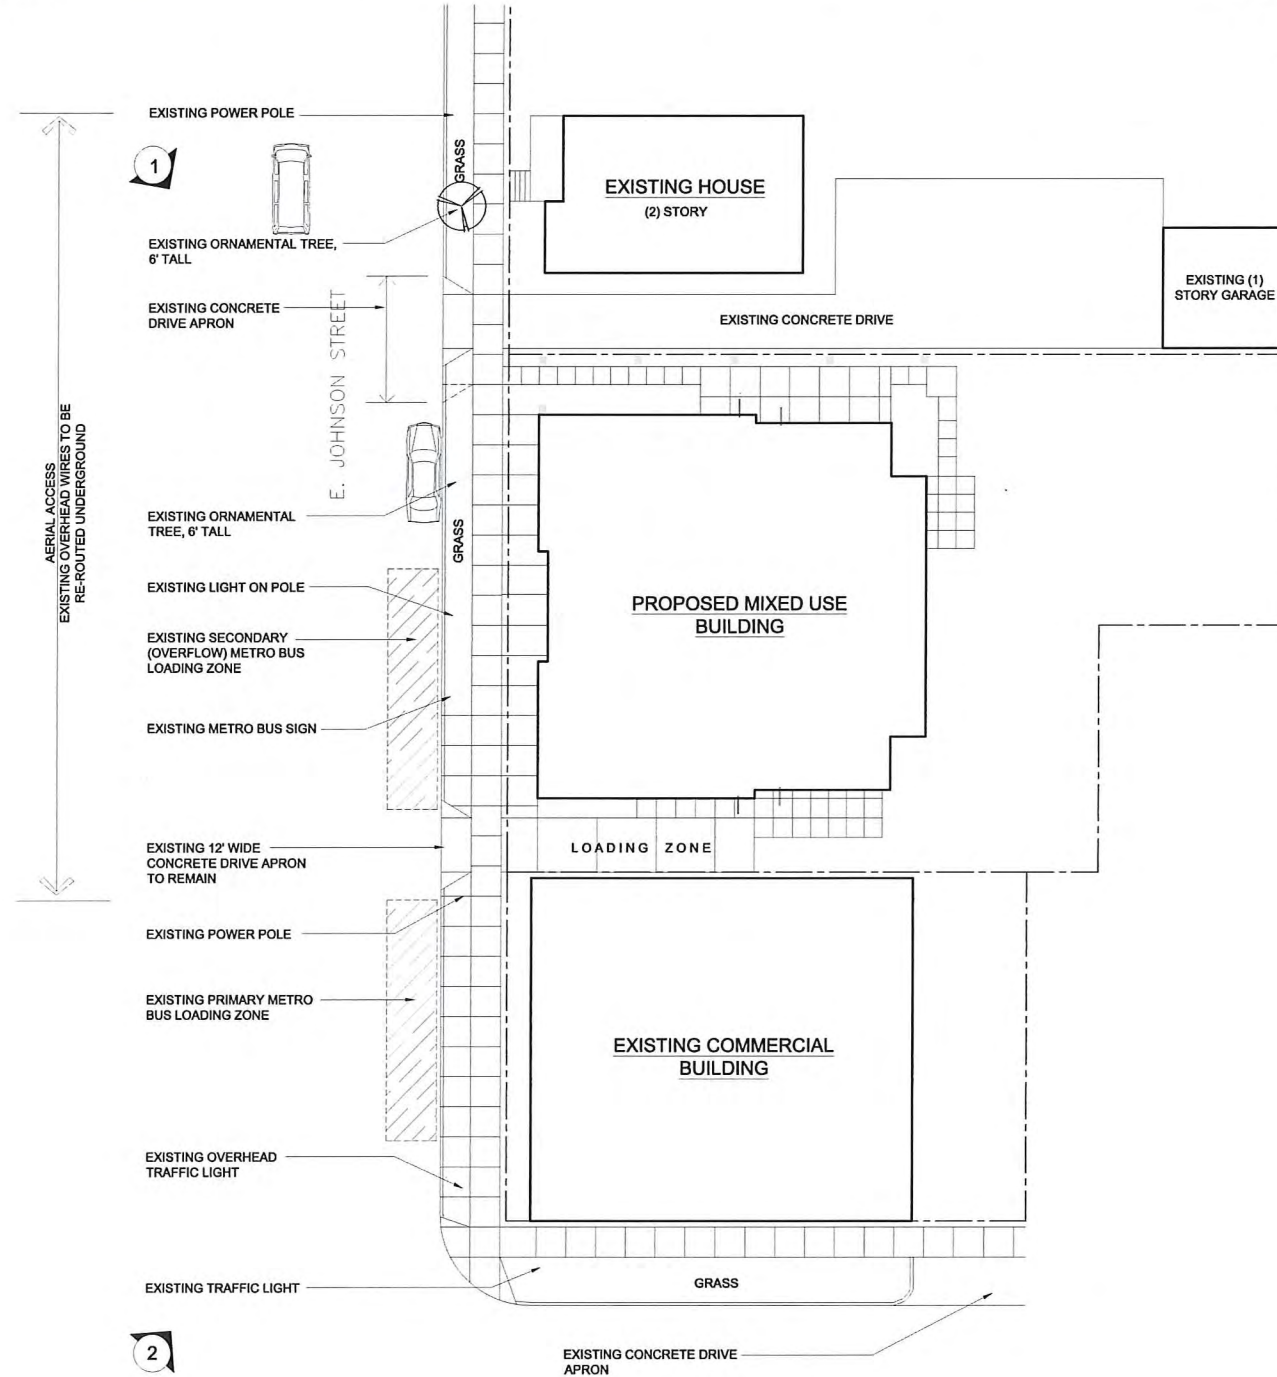 EXISTING POWER POLE
1
GRASS
EXISTING HOUSE
(2) STORY
EXISTING ORNAMENTAL TREE,
6' TALL
EXISTING (1)
STORY GARAGE
EXISTING CONCRETE
DRIVE APRON
E. JOHNSON STREET
EXISTING CONCRETE DRIVE
AERIAL ACCESS
EXISTING OVERHEAD WIRES TO BE
RE-ROUTED UNDERGROUND
EXISTING ORNAMENTAL
TREE, 6' TALL
GRASS
EXISTING LIGHT ON POLE
PROPOSED MIXED USE
BUILDING
EXISTING SECONDARY
(OVERFLOW) METRO BUS
LOADING ZONE
EXISTING METRO BUS SIGN
EXISTING 12' WIDE
CONCRETE DRIVE APRON
TO REMAIN
LOADING ZONE
EXISTING POWER POLE
EXISTING PRIMARY METRO
BUS LOADING ZONE
EXISTING COMMERCIAL
BUILDING
EXISTING OVERHEAD
TRAFFIC LIGHT
EXISTING TRAFFIC LIGHT
GRASS
2
EXISTING CONCRETE DRIVE
APRON